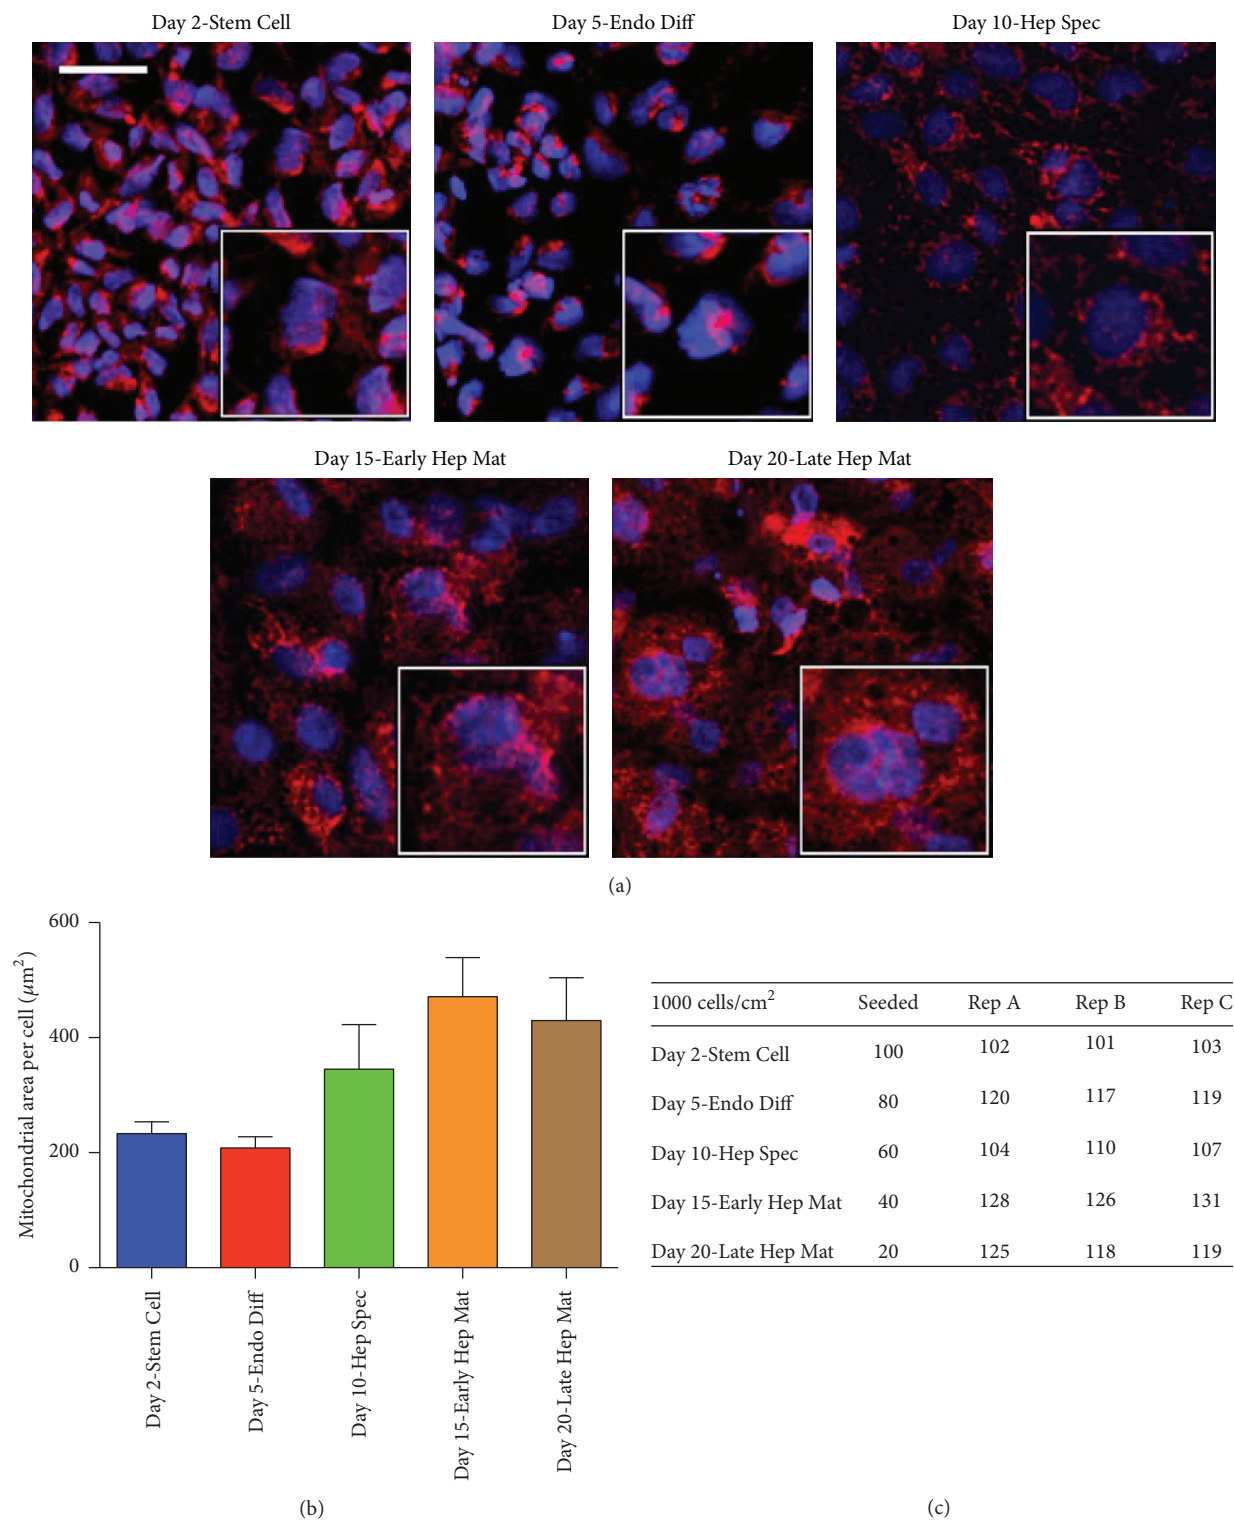 Day 2-Stem Cell Day 5-Endo Diff Day 10-Hep Spec
Day 15-Early Hep Mat Day 20-Late Hep Mat
(a)
Mitochondrial area per cell (μm²)
600
400
200
0
Day 2-Stem Cell
Day 5-Endo Diff
Day 10-Hep Spec
Day 15-Early Hep Mat
Day 20-Late Hep Mat
(b)
1000 cells/cm² Seeded Rep A Rep B Rep C
Day 2-Stem Cell 100 102 101 103
Day 5-Endo Diff 80 120 117 119
Day 10-Hep Spec 60 104 110 107
Day 15-Early Hep Mat 40 128 126 131
Day 20-Late Hep Mat 20 125 118 119
(c)